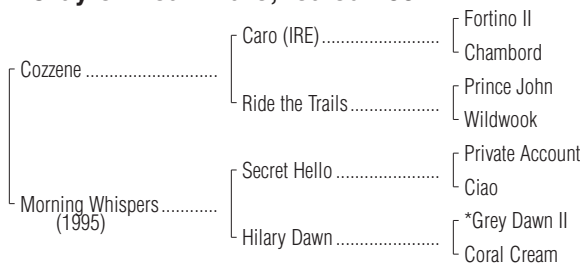 Fortino II
Caro (IRE)
Chambord
Cozzene
Prince John
Ride the Trails
Wildwook
Private Account
Secret Hello
Ciao
Morning Whispers
(1995)
*Grey Dawn II
Hilary Dawn
Coral Cream